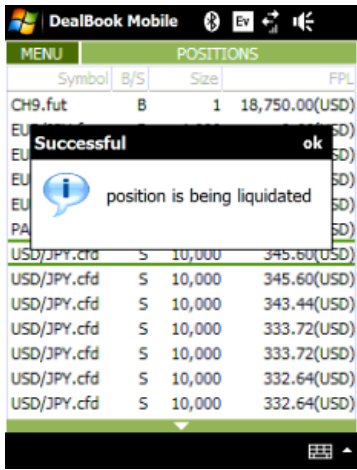 DealBook Mobile Ev
MENU POSITIONS
Symbol B/S Size FPL
CH9.fut B 1 18,750.00(USD)
Successful ok
position is being liquidated
USD/JPY.cfd S 10,000 345.60(USD)
USD/JPY.cfd S 10,000 345.60(USD)
USD/JPY.cfd S 10,000 343.44(USD)
USD/JPY.cfd S 10,000 333.72(USD)
USD/JPY.cfd S 10,000 333.72(USD)
USD/JPY.cfd S 10,000 332.64(USD)
USD/JPY.cfd S 10,000 332.64(USD)